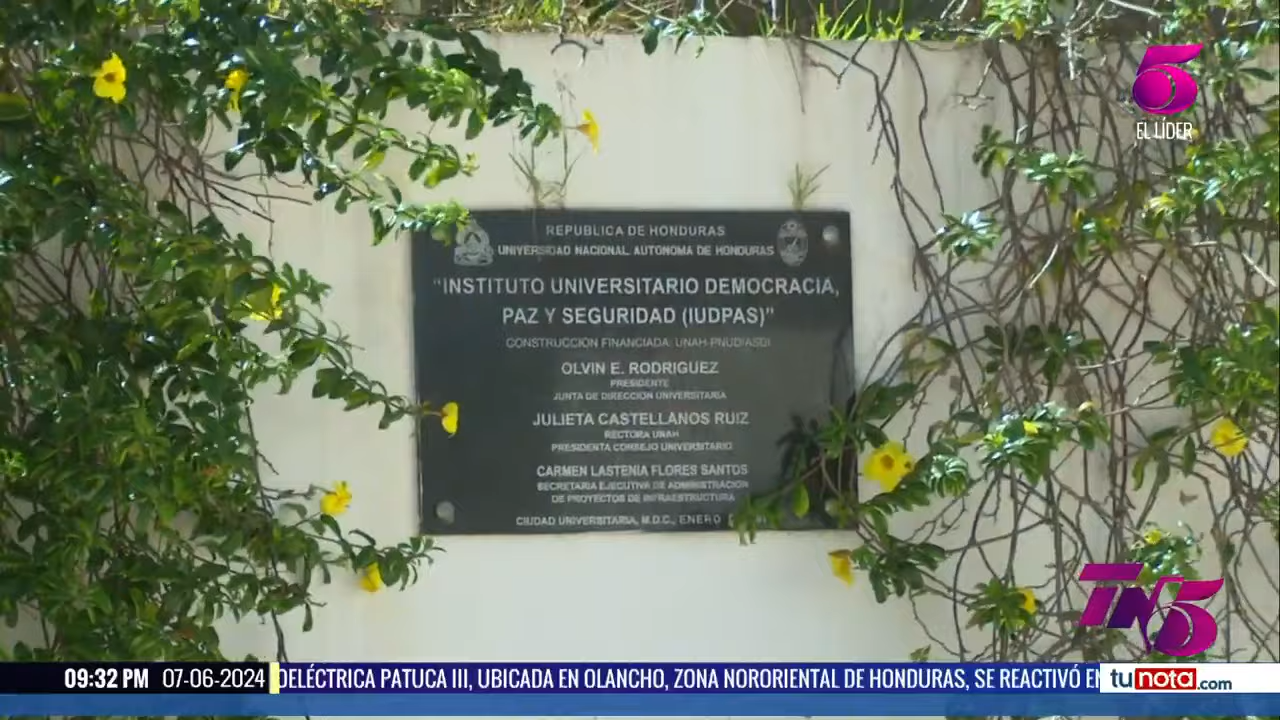 5
EL LÍDER
REPUBLICA DE HONDURAS
UNIVERSIDAD NACIONAL AUTONOMA DE HONDURAS
“INSTITUTO UNIVERSITARIO DEMOCRACIA,
PAZ Y SEGURIDAD (IUDPAS)”
CONSTRUCCION FINANCIADA: UNAH-PNUD/ASDI
OLVIN E. RODRIGUEZ
PRESIDENTE
JUNTA DE DIRECCION UNIVERSITARIA
JULIETA CASTELLANOS RUIZ
RECTORA UNAH
PRESIDENTA CONSEJO UNIVERSITARIO
CARMEN LASTENIA FLORES SANTOS
SECRETARIA EJECUTIVA DE ADMINISTRACION
DE PROYECTOS DE INFRAESTRUCTURA
CIUDAD UNIVERSITARIA, M.D.C., ENERO
TN5
09:32 PM 07-06-2024 OELÉCTRICA PATUCA III, UBICADA EN OLANCHO, ZONA NORORIENTAL DE HONDURAS, SE REACTIVÓ EN tunota.com